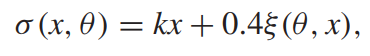 σ (x, θ) = kx + 0.4ξ (θ, x),